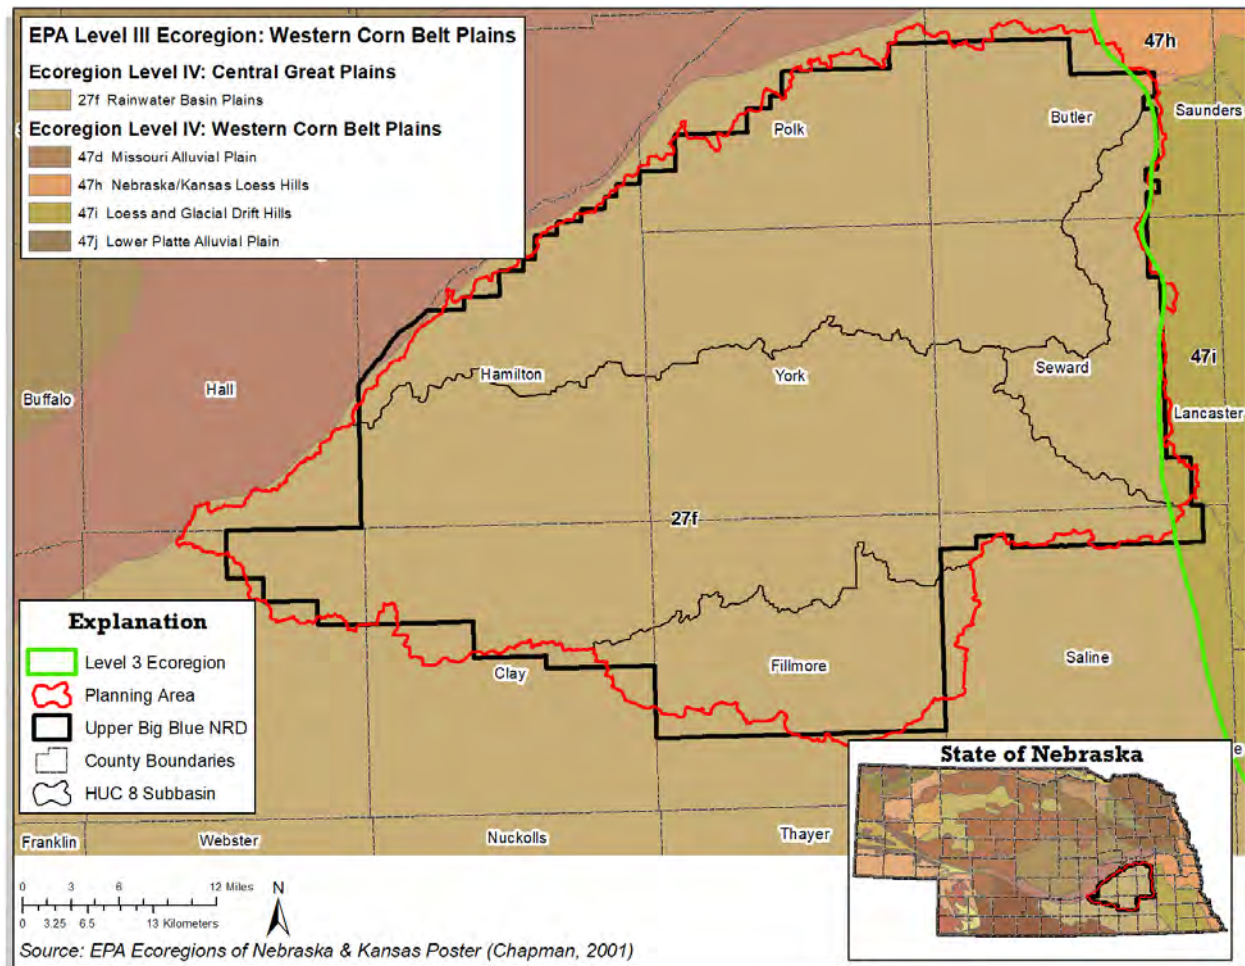 EPA Level III Ecoregion: Western Corn Belt Plains
Ecoregion Level IV: Central Great Plains
27f Rainwater Basin Plains
Ecoregion Level IV: Western Corn Belt Plains
47d Missouri Alluvial Plain
47h Nebraska/Kansas Loess Hills
47i Loess and Glacial Drift Hills
47j Lower Platte Alluvial Plain
47h
Saunders
Polk
Butler
47i
Hamilton
York
Seward
Hall
Buffalo
Lancaster
27f
Clay
Fillmore
Saline
Explanation
Level 3 Ecoregion
Planning Area
Upper Big Blue NRD
County Boundaries
HUC 8 Subbasin
State of Nebraska
Franklin
Webster
Nuckolls
Thayer
0 3 6 12 Miles
0 3.25 6.5 13 Kilometers
N
Source: EPA Ecoregions of Nebraska & Kansas Poster (Chapman, 2001)